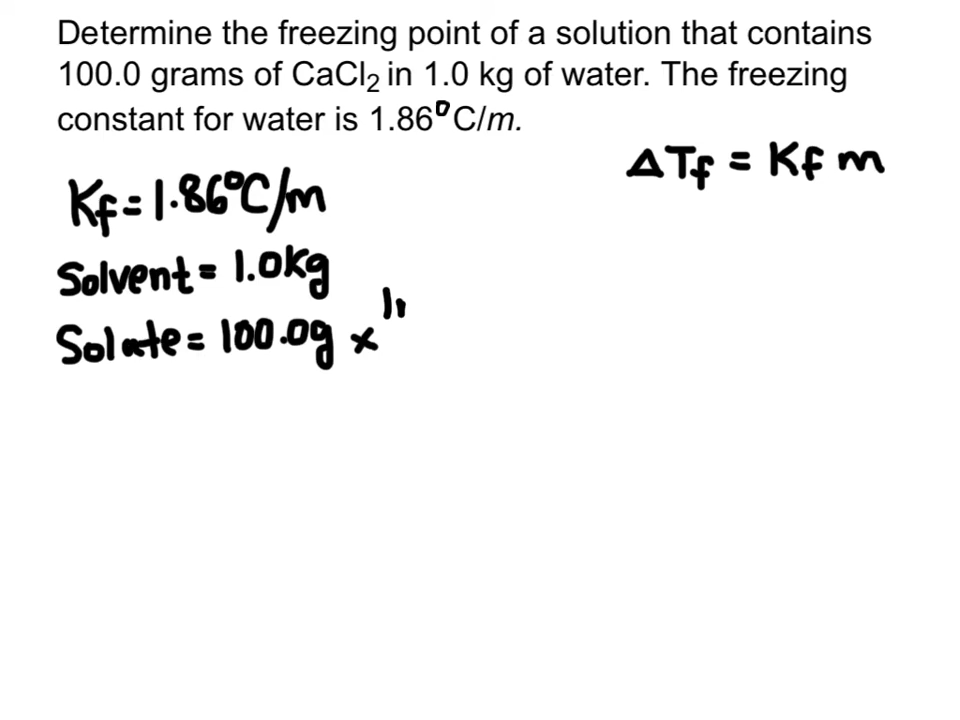 Determine the freezing point of a solution that contains
100.0 grams of CaCl₂ in 1.0 kg of water. The freezing
constant for water is 1.86°C/m.
ΔTf = Kf m
Kf = 1.86°C/m
Solvent = 1.0kg
Solute = 100.0g x